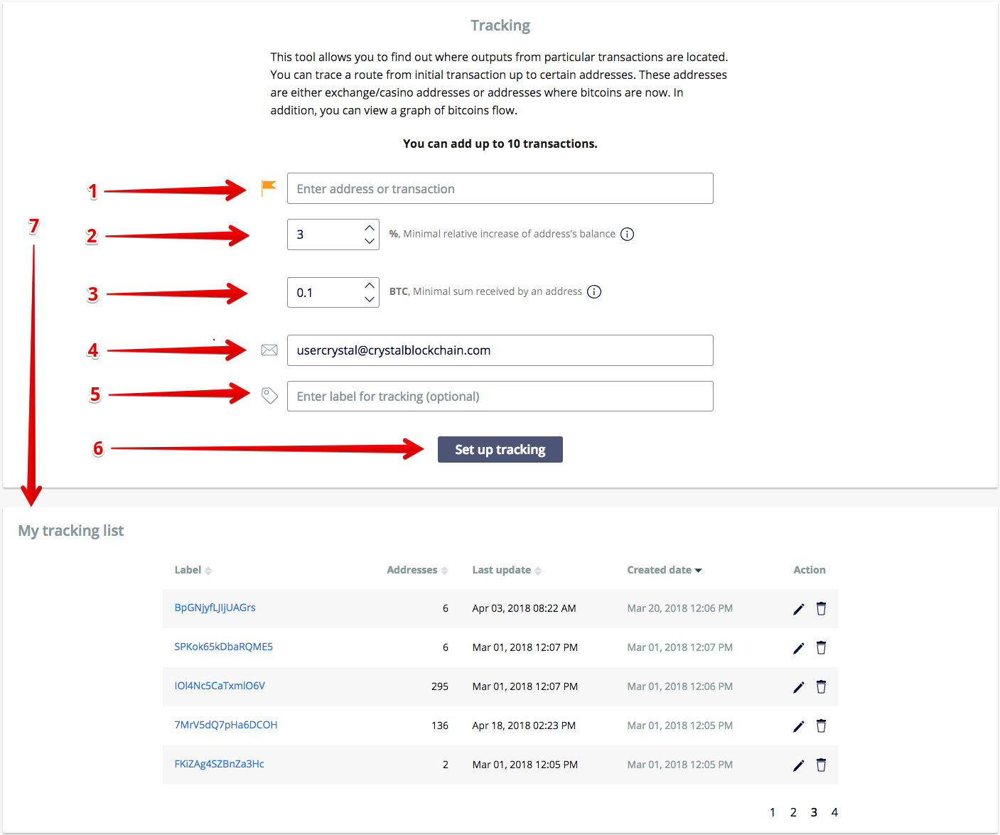 Tracking
This tool allows you to find out where outputs from particular transactions are located.
You can trace a route from initial transaction up to certain addresses. These addresses
are either exchange/casino addresses or addresses where bitcoins are now. In
addition, you can view a graph of bitcoins flow.
You can add up to 10 transactions.
1
Enter address or transaction
7
2
3
%, Minimal relative increase of address's balance
3
0.1
BTC, Minimal sum received by an address
4
usercrystal@crystalblockchain.com
5
Enter label for tracking (optional)
6
Set up tracking
My tracking list
Label Addresses Last update Created date Action
BpGNjyfLJIjUAGrs 6 Apr 03, 2018 08:22 AM Mar 20, 2018 12:06 PM
SPKok65kDbaRQME5 6 Mar 01, 2018 12:07 PM Mar 01, 2018 12:07 PM
IOl4Nc5CaTxmlO6V 295 Mar 01, 2018 12:07 PM Mar 01, 2018 12:06 PM
7MrV5dQ7pHa6DCOH 136 Apr 18, 2018 02:23 PM Mar 01, 2018 12:05 PM
FKiZAg4SZBnZa3Hc 2 Mar 01, 2018 12:05 PM Mar 01, 2018 12:05 PM
1 2 3 4